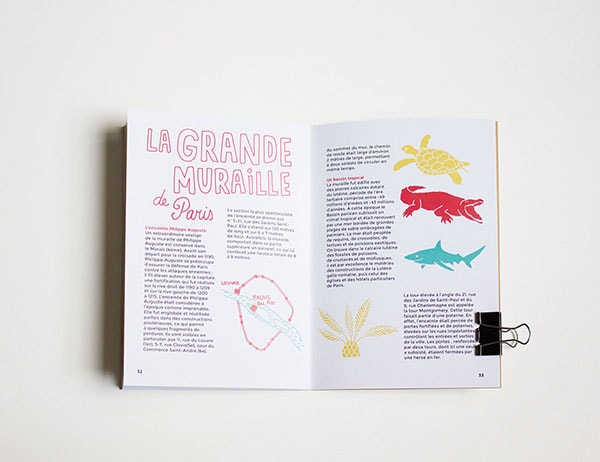 LA GRANDE
MURAILLE
de
Paris
L'enceinte Philippe Auguste
Un extraordinaire vestige
de la muraille de Philippe
Auguste est conservé dans
le Marais (4ème). Avant son
départ pour la croisade en 1190,
Philippe Auguste se préoccupe
d'assurer la défense de Paris
contre les attaques ennemies :
il fit élever autour de la capitale
une fortification qui fut réalisée
sur la rive droite de 1190 à 1209
et sur la rive gauche de 1200
à 1215. L'enceinte de Philippe
Auguste était considérée à
l'époque comme imprenable.
Elle fut englobée et réutilisée
parfois dans des constructions
postérieures, ce qui permit
à quelques fragments de
perdurer. Ils sont visibles en
particulier aux 11, rue du Louvre
(1er), 5-7, rue Clovis(5e), cour du
Commerce Saint-André (6e).
La portion la plus spectaculaire
de l'enceinte se dresse aux
n° 5-21, rue des Jardins Saint-
Paul. Elle s'étend sur 120 mètres
de long et sur 6 à 7 mètres
de haut. Autrefois, la muraille
comportait dans sa partie
supérieure un parapet, ce qui lui
conférait une hauteur totale de 8
à 9 mètres
LOUVRE
PALAIS
du Roi
32
Au sommet du mur, le chemin
de ronde était large d'environ
2 mètres de large, permettant
à deux soldats de circuler en
même temps.
Un bassin tropical
La muraille fut édifié avec
des pierres calcaires datant
du lutétien, période de l'ère
tertiaire comprise entre -49
millions d'années et -43 millions
d'années. A cette époque le
Bassin parisien subissait un
climat tropical et était recouvert
par une mer bordée de grandes
plages de sable ombragées de
palmiers. La mer était peuplée
de requins, de crocodiles, de
tortues et de poissons exotiques.
On trouve dans le calcaire lutétien
des fossiles de poissons,
de crustacés et de mollusques.
Il est par excellence le matériau
des constructions de la Lutèce
gallo-romaine, puis celui des
églises et des hôtels particuliers
de Paris.
La tour élevée à l'angle du 21, rue
des Jardins de Saint-Paul et du
9, rue Charlemagne est appelée
la tour Montgomery. Cette tour
faisait partie d'une poterne. En
effet, l'enceinte était percée de
portes fortifiées et de poternes,
élevées sur les rues importantes
contrôlant les entrées et sorties
de la ville. Les portes, renforcées
par deux tours, dont ici une seule
a subsisté, étaient fermées par
une herse en fer.
33